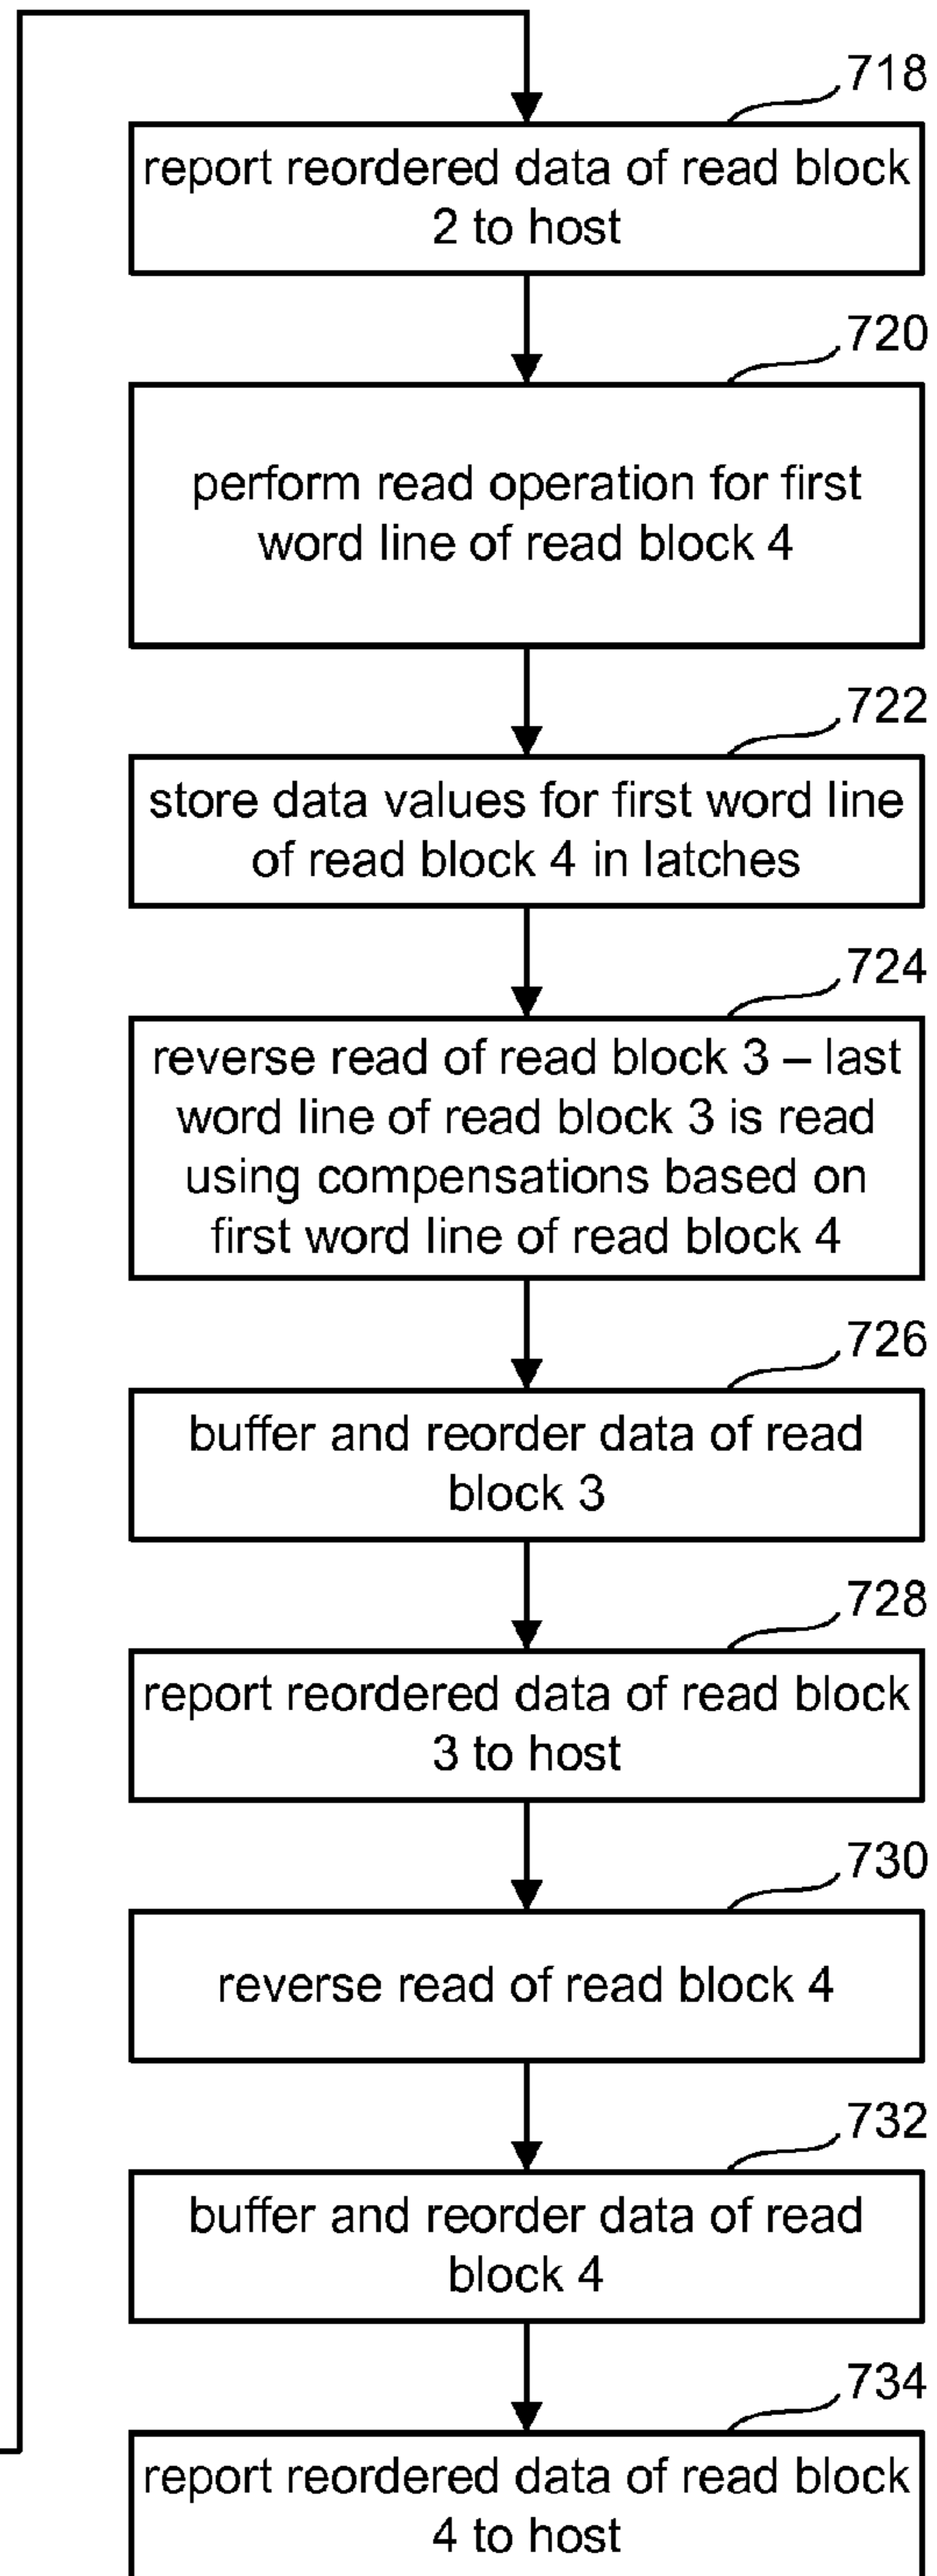 718
report reordered data of read block
2 to host
720
perform read operation for first
word line of read block 4
722
store data values for first word line
of read block 4 in latches
724
reverse read of read block 3 – last
word line of read block 3 is read
using compensations based on
first word line of read block 4
726
buffer and reorder data of read
block 3
728
report reordered data of read block
3 to host
730
reverse read of read block 4
732
buffer and reorder data of read
block 4
734
report reordered data of read block
4 to host